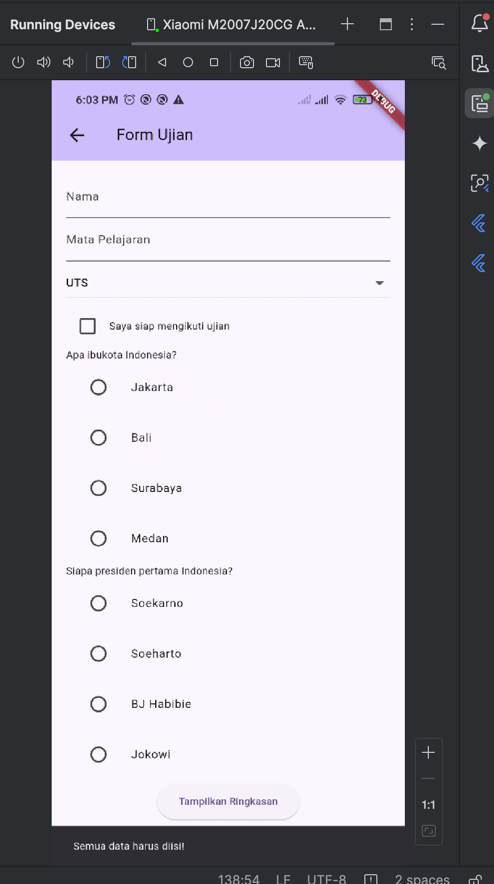 Running Devices
Xiaomi M2007J20CG A...
6:03 PM
73
DEBUG
Form Ujian
Nama
Mata Pelajaran
UTS
Saya siap mengikuti ujian
Apa ibukota Indonesia?
Jakarta
Bali
Surabaya
Medan
Siapa presiden pertama Indonesia?
Soekarno
Soeharto
BJ Habibie
Jokowi
Tampilkan Ringkasan
1:1
Semua data harus diisi!
138:54 LF UTF-8 2 spaces